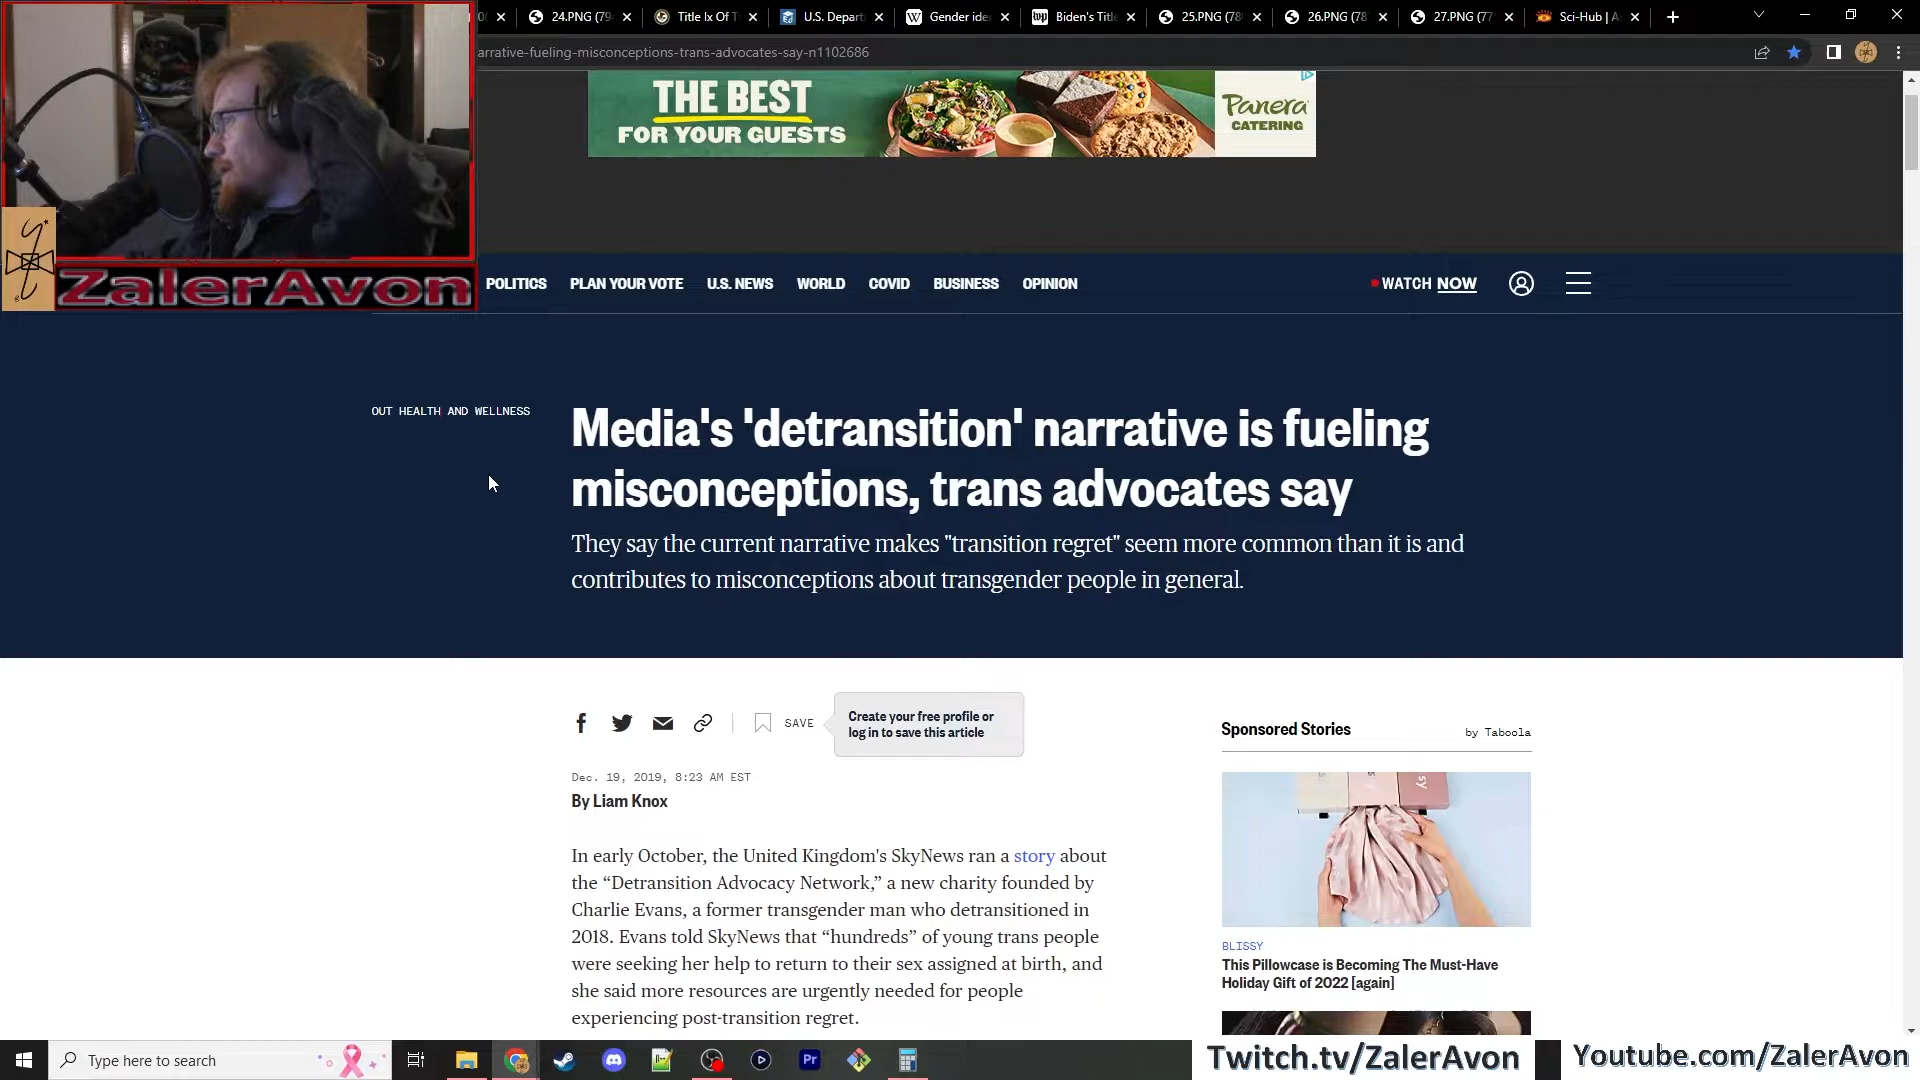 24.PNG (79
Title Ix Of T
U.S. Depart
Gender ide
Biden's Title
25.PNG (78
26.PNG (78
27.PNG (77
Sci-Hub | A
arrative-fueling-misconceptions-trans-advocates-say-n1102686
THE BEST
FOR YOUR GUESTS
Panera
CATERING
ZalerAvon
POLITICS PLAN YOUR VOTE U.S. NEWS WORLD COVID BUSINESS OPINION
WATCH NOW
OUT HEALTH AND WELLNESS
Media's 'detransition' narrative is fueling
misconceptions, trans advocates say
They say the current narrative makes "transition regret" seem more common than it is and
contributes to misconceptions about transgender people in general.
SAVE
Create your free profile or
log in to save this article
Dec. 19, 2019, 8:23 AM EST
By Liam Knox
In early October, the United Kingdom's SkyNews ran a story about
the “Detransition Advocacy Network,” a new charity founded by
Charlie Evans, a former transgender man who detransitioned in
2018. Evans told SkyNews that “hundreds” of young trans people
were seeking her help to return to their sex assigned at birth, and
she said more resources are urgently needed for people
experiencing post-transition regret.
Sponsored Stories
by Taboola
BLISSY
This Pillowcase is Becoming The Must-Have
Holiday Gift of 2022 [again]
Type here to search
Twitch.tv/ZalerAvon
Youtube.com/ZalerAvon